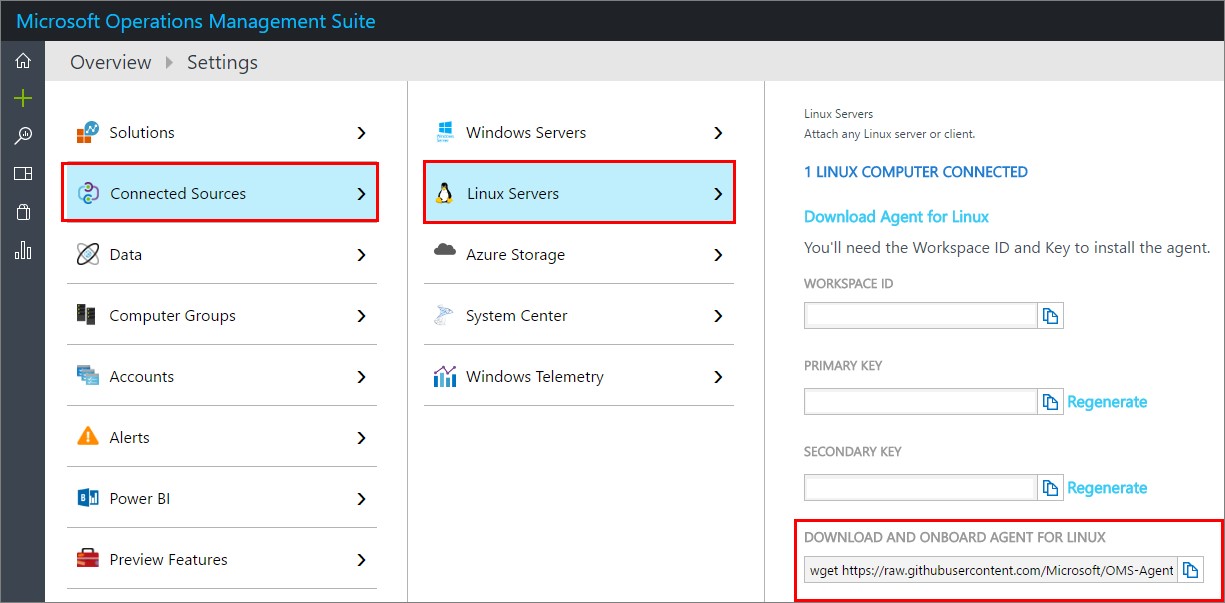 Microsoft Operations Management Suite
Overview Settings
Solutions
Connected Sources
Data
Computer Groups
Accounts
Alerts
Power BI
Preview Features
Windows Servers
Linux Servers
Azure Storage
System Center
Windows Telemetry
Linux Servers
Attach any Linux server or client.
1 LINUX COMPUTER CONNECTED
Download Agent for Linux
You'll need the Workspace ID and Key to install the agent.
WORKSPACE ID
PRIMARY KEY
Regenerate
SECONDARY KEY
Regenerate
DOWNLOAD AND ONBOARD AGENT FOR LINUX
wget https://raw.githubusercontent.com/Microsoft/OMS-Agent